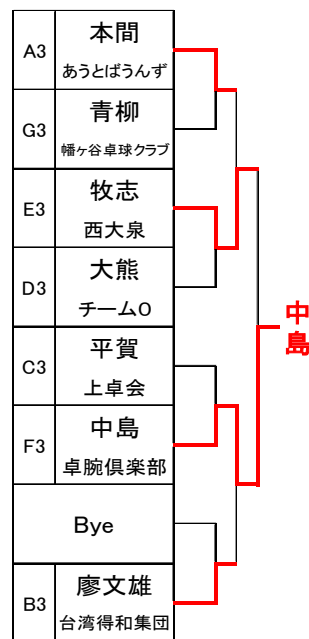 A3
本間
あうとばうんず
G3
青柳
幡ヶ谷卓球クラブ
E3
牧志
西大泉
D3
大熊
チームO
C3
平賀
上卓会
F3
中島
卓腕倶楽部
Bye
B3
廖文雄
台湾得和集団
中島